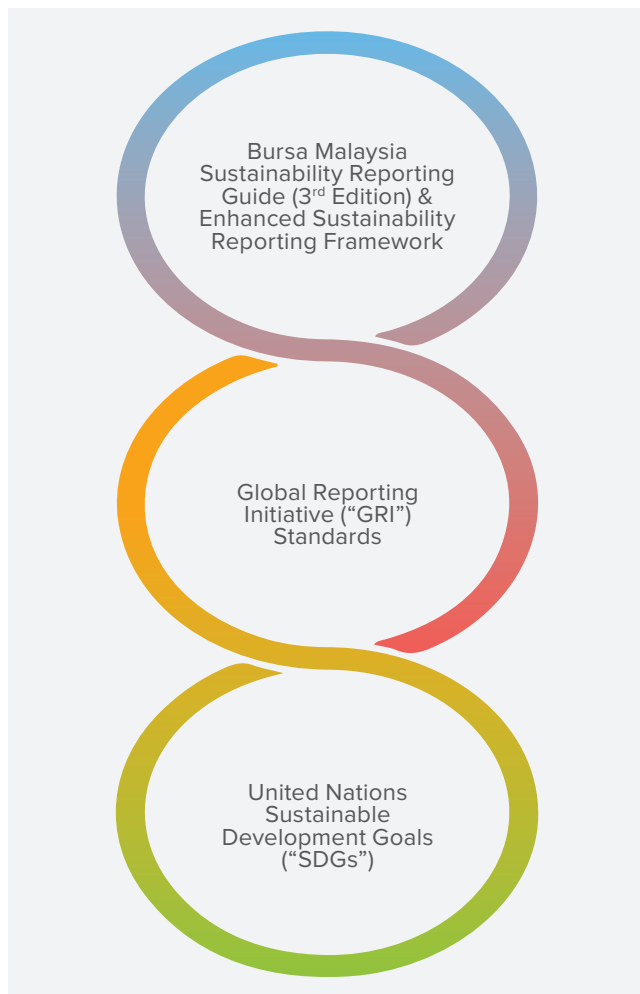 Bursa Malaysia
Sustainability Reporting
Guide (3rd Edition) &
Enhanced Sustainability
Reporting Framework
Global Reporting
Initiative (“GRI”)
Standards
United Nations
Sustainable
Development Goals
(“SDGs”)